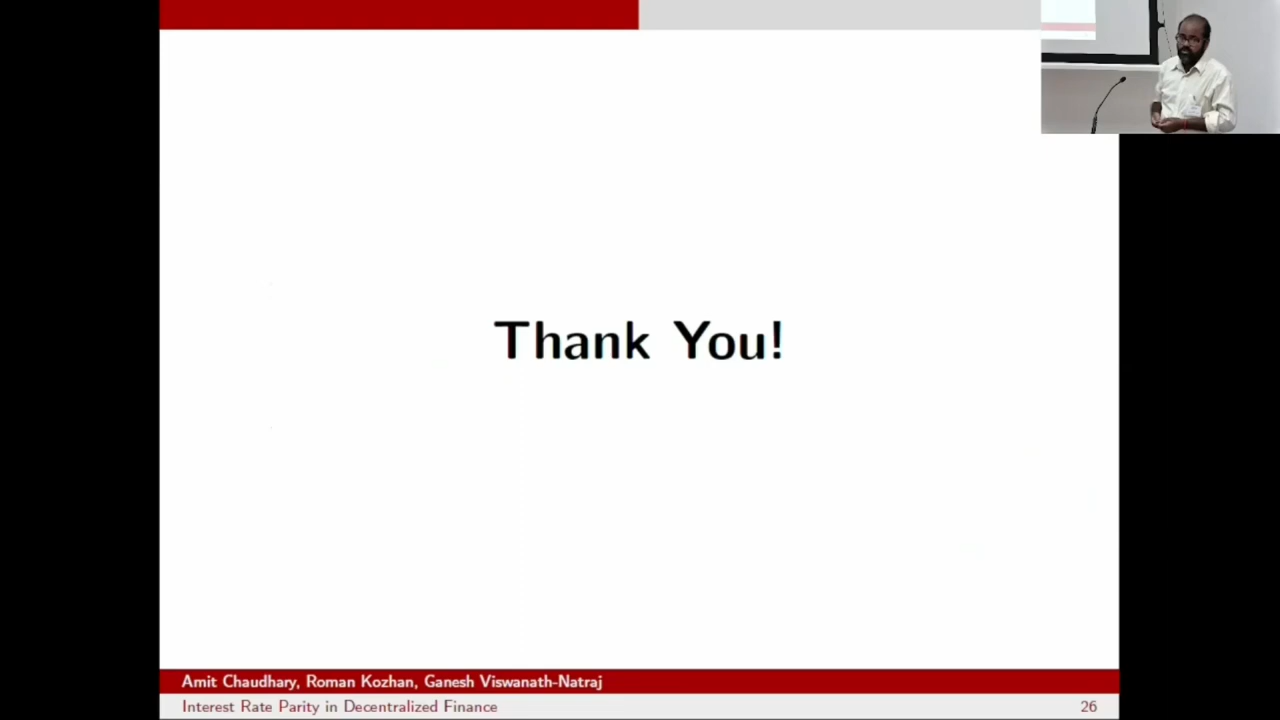 Thank You!
Amit Chaudhary, Roman Kozhan, Ganesh Viswanath-Natraj
Interest Rate Parity in Decentralized Finance
26